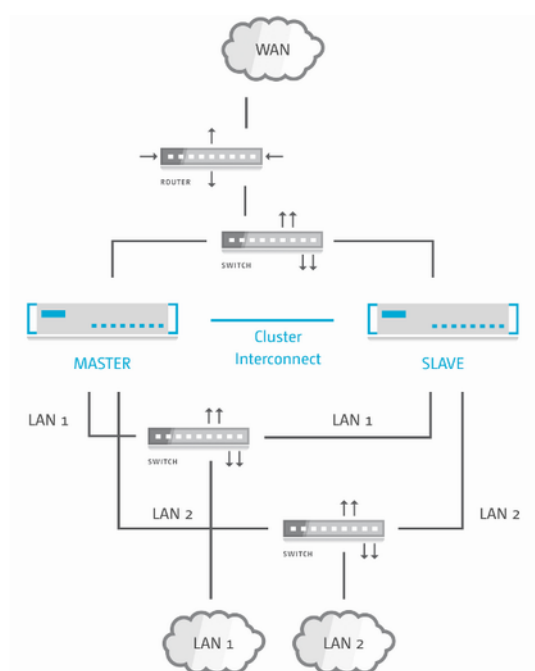 WAN
ROUTER
SWITCH
Cluster
Interconnect
MASTER
SLAVE
LAN 1
LAN 1
SWITCH
LAN 2
LAN 2
SWITCH
LAN 1
LAN 2